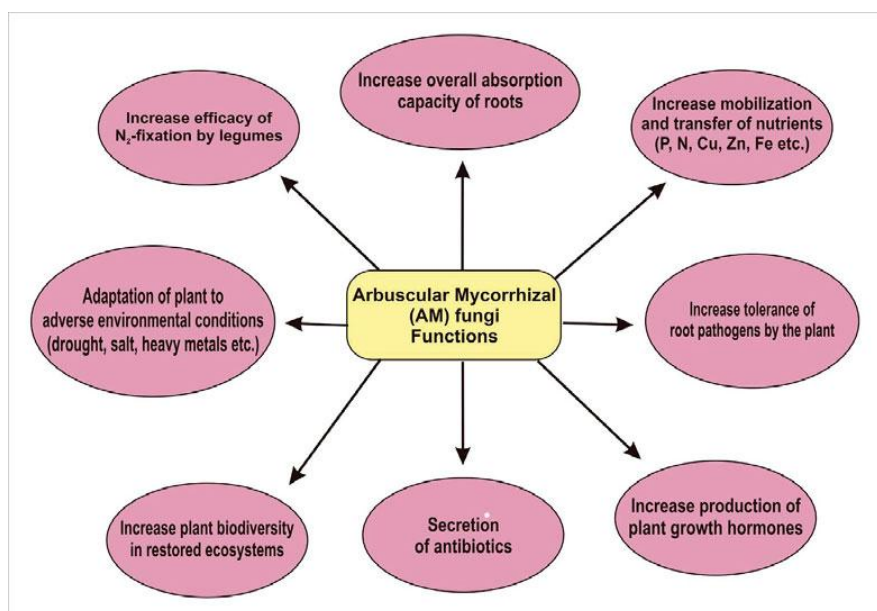 Increase overall absorption
capacity of roots
Increase efficacy of
N₂-fixation by legumes
Increase mobilization
and transfer of nutrients
(P, N, Cu, Zn, Fe etc.)
Adaptation of plant to
adverse environmental conditions
(drought, salt, heavy metals etc.)
Arbuscular Mycorrhizal
(AM) fungi
Functions
Increase tolerance of
root pathogens by the plant
Increase plant biodiversity
in restored ecosystems
Secretion
of antibiotics
Increase production of
plant growth hormones